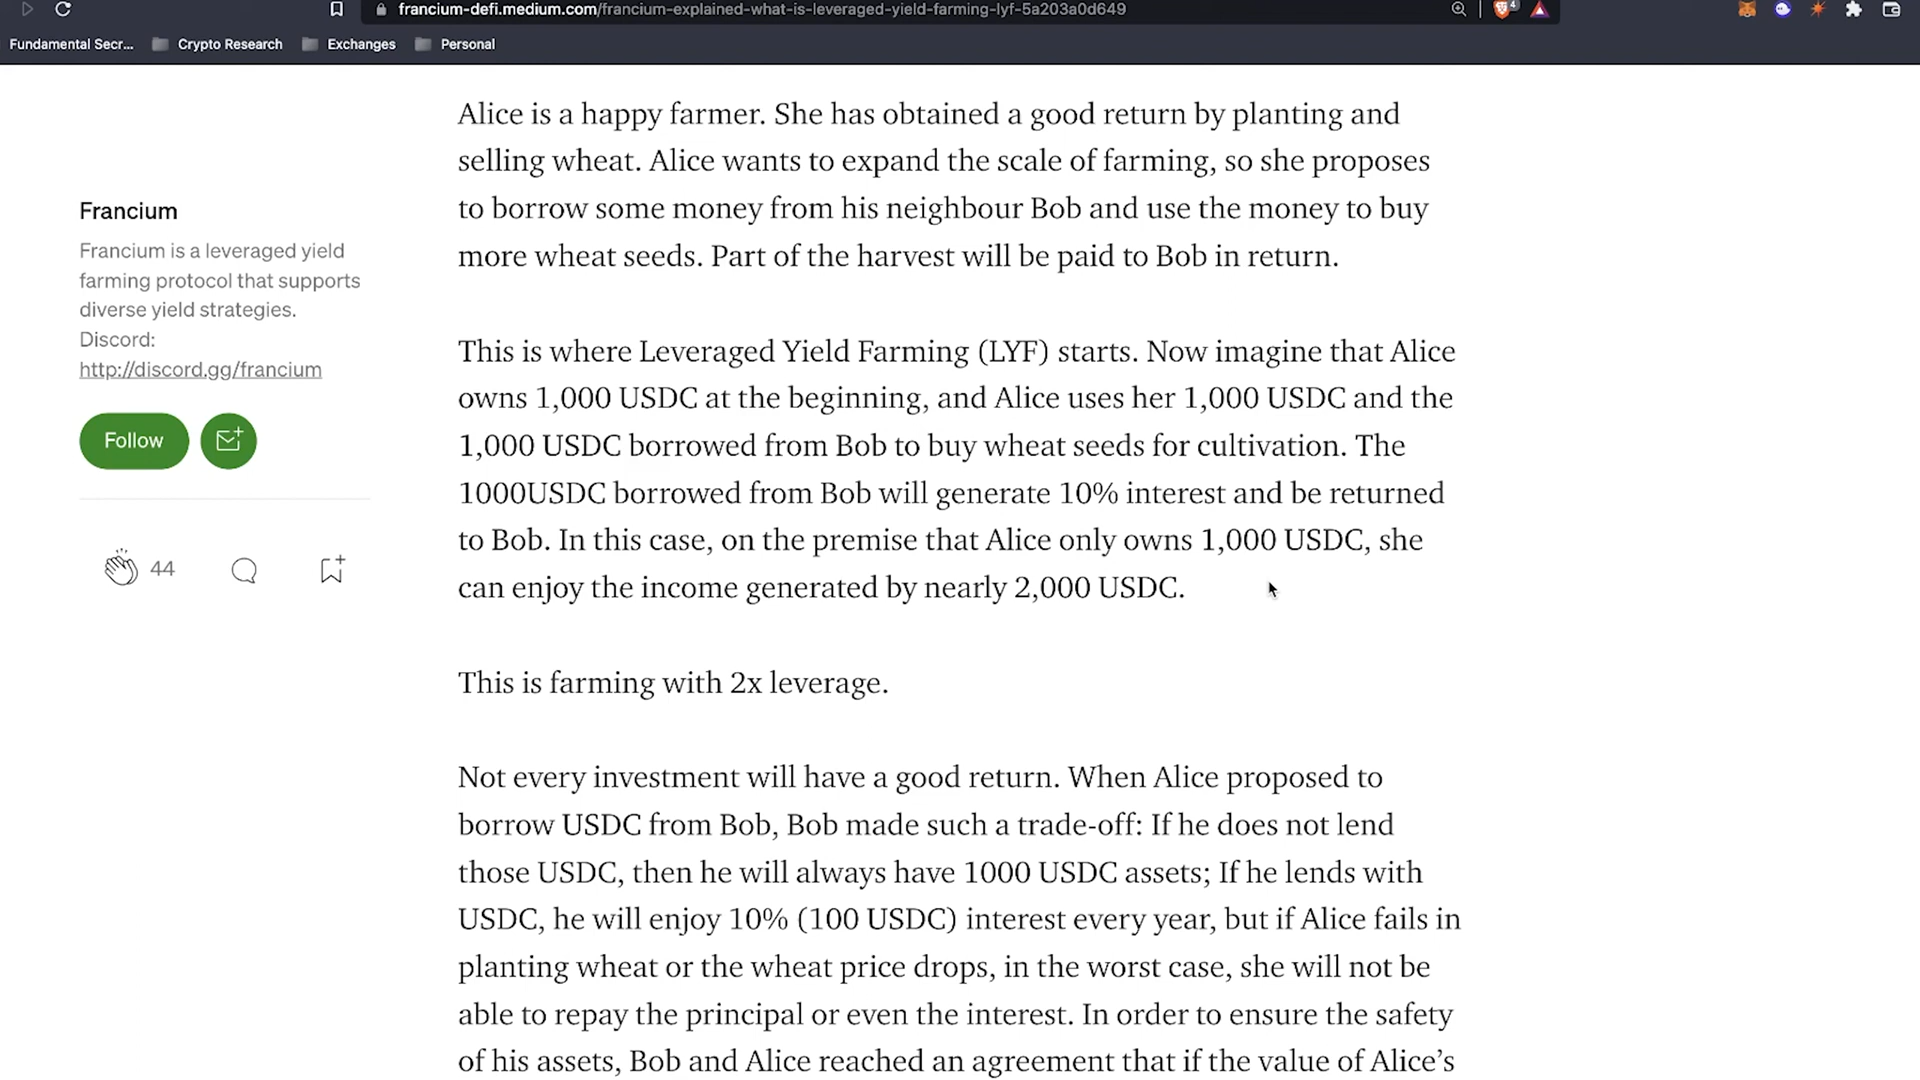 francium-defi.medium.com/francium-explained-what-is-leveraged-yield-farming-lyf-5a203a0d649
4
Fundamental Secr...
Crypto Research
Exchanges
Personal
Francium
Francium is a leveraged yield
farming protocol that supports
diverse yield strategies.
Discord:
http://discord.gg/francium
Follow
44
Alice is a happy farmer. She has obtained a good return by planting and
selling wheat. Alice wants to expand the scale of farming, so she proposes
to borrow some money from his neighbour Bob and use the money to buy
more wheat seeds. Part of the harvest will be paid to Bob in return.
This is where Leveraged Yield Farming (LYF) starts. Now imagine that Alice
owns 1,000 USDC at the beginning, and Alice uses her 1,000 USDC and the
1,000 USDC borrowed from Bob to buy wheat seeds for cultivation. The
1000USDC borrowed from Bob will generate 10% interest and be returned
to Bob. In this case, on the premise that Alice only owns 1,000 USDC, she
can enjoy the income generated by nearly 2,000 USDC.
This is farming with 2x leverage.
Not every investment will have a good return. When Alice proposed to
borrow USDC from Bob, Bob made such a trade-off: If he does not lend
those USDC, then he will always have 1000 USDC assets; If he lends with
USDC, he will enjoy 10% (100 USDC) interest every year, but if Alice fails in
planting wheat or the wheat price drops, in the worst case, she will not be
able to repay the principal or even the interest. In order to ensure the safety
of his assets, Bob and Alice reached an agreement that if the value of Alice’s